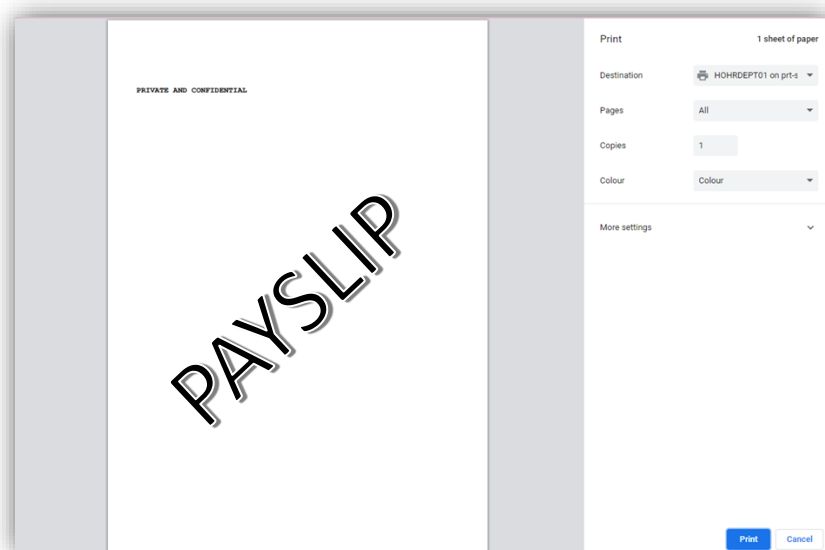 PRIVATE AND CONFIDENTIAL
PAYSLIP
Print
1 sheet of paper
Destination
HOHRDEPT01 on prt-s
Pages
All
Copies
1
Colour
Colour
More settings
Print
Cancel